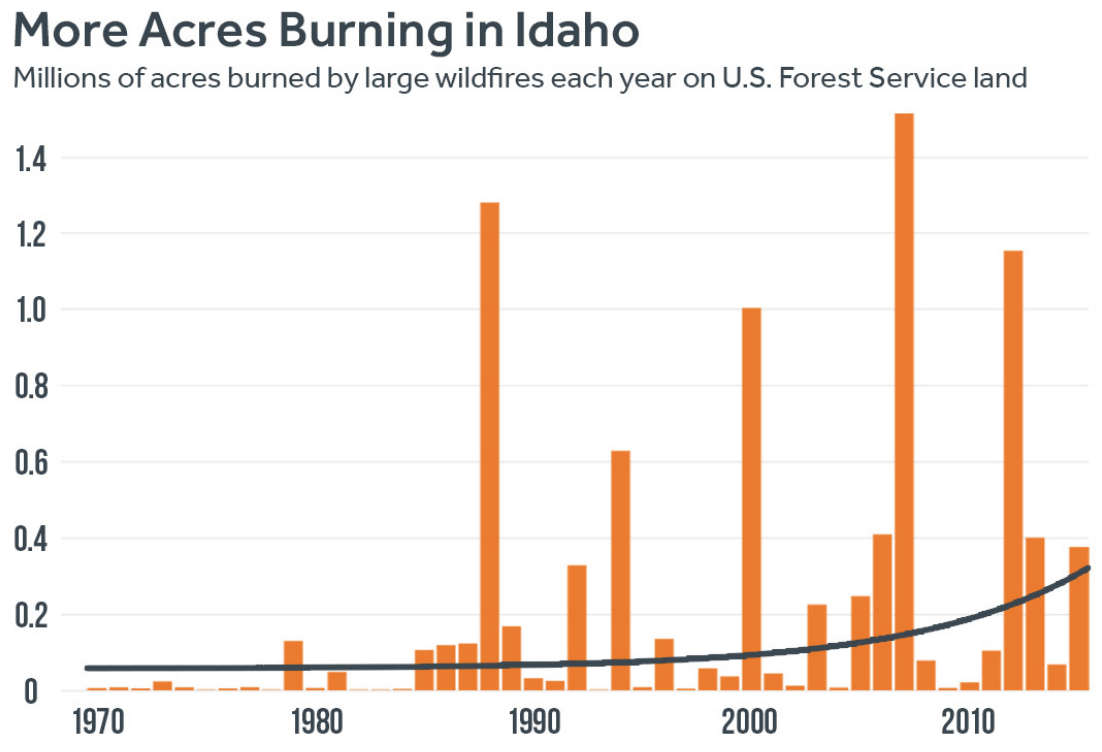 More Acres Burning in Idaho
Millions of acres burned by large wildfires each year on U.S. Forest Service land
1.4
1.2
1.0
0.8
0.6
0.4
0.2
0
1970 1980 1990 2000 2010